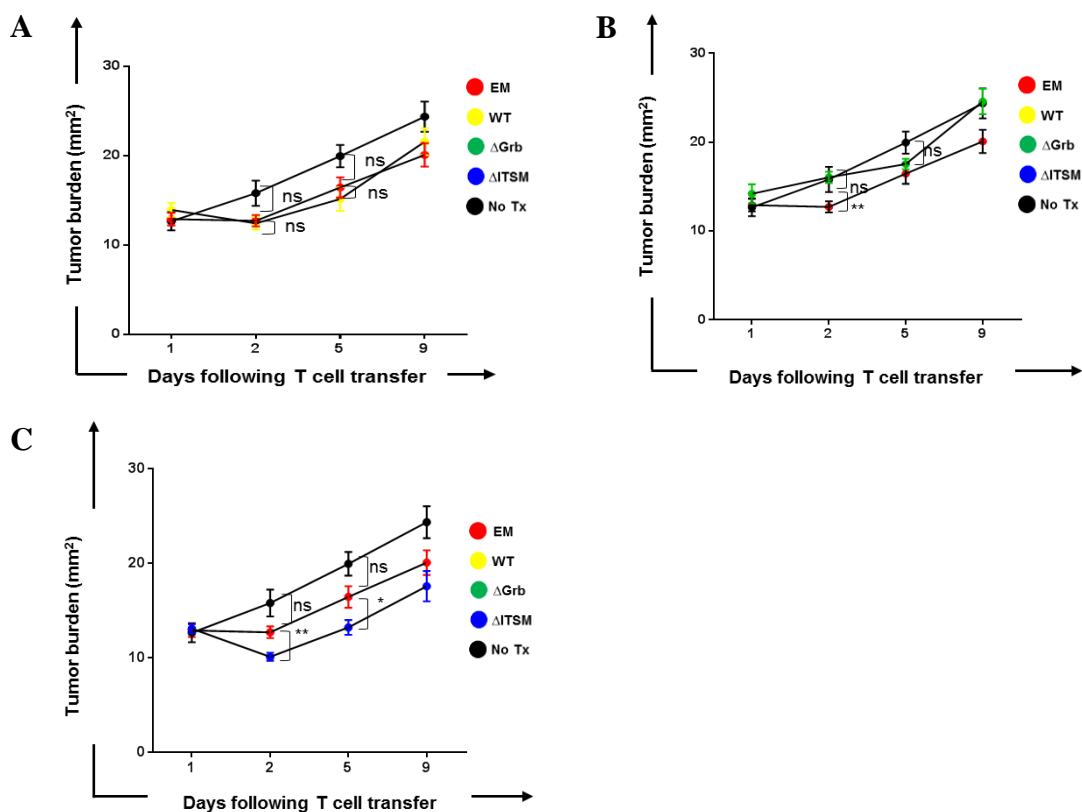 A
Tumor burden (mm²)
30
20
10
0
ns
ns
ns
ns
1
2
5
9
Days following T cell transfer
EM
WT
ΔGrb
ΔITSM
No Tx
B
Tumor burden (mm²)
30
20
10
0
ns
ns
**
1
2
5
9
Days following T cell transfer
EM
WT
ΔGrb
ΔITSM
No Tx
C
Tumor burden (mm²)
30
20
10
0
ns
ns
*
**
1
2
5
9
Days following T cell transfer
EM
WT
ΔGrb
ΔITSM
No Tx